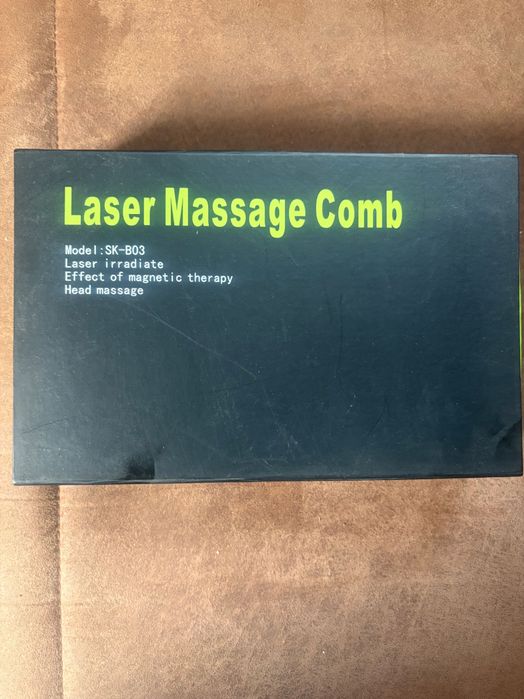 Laser Massage Comb
Model:SK-B03
Laser irradiate
Effect of magnetic therapy
Head massage